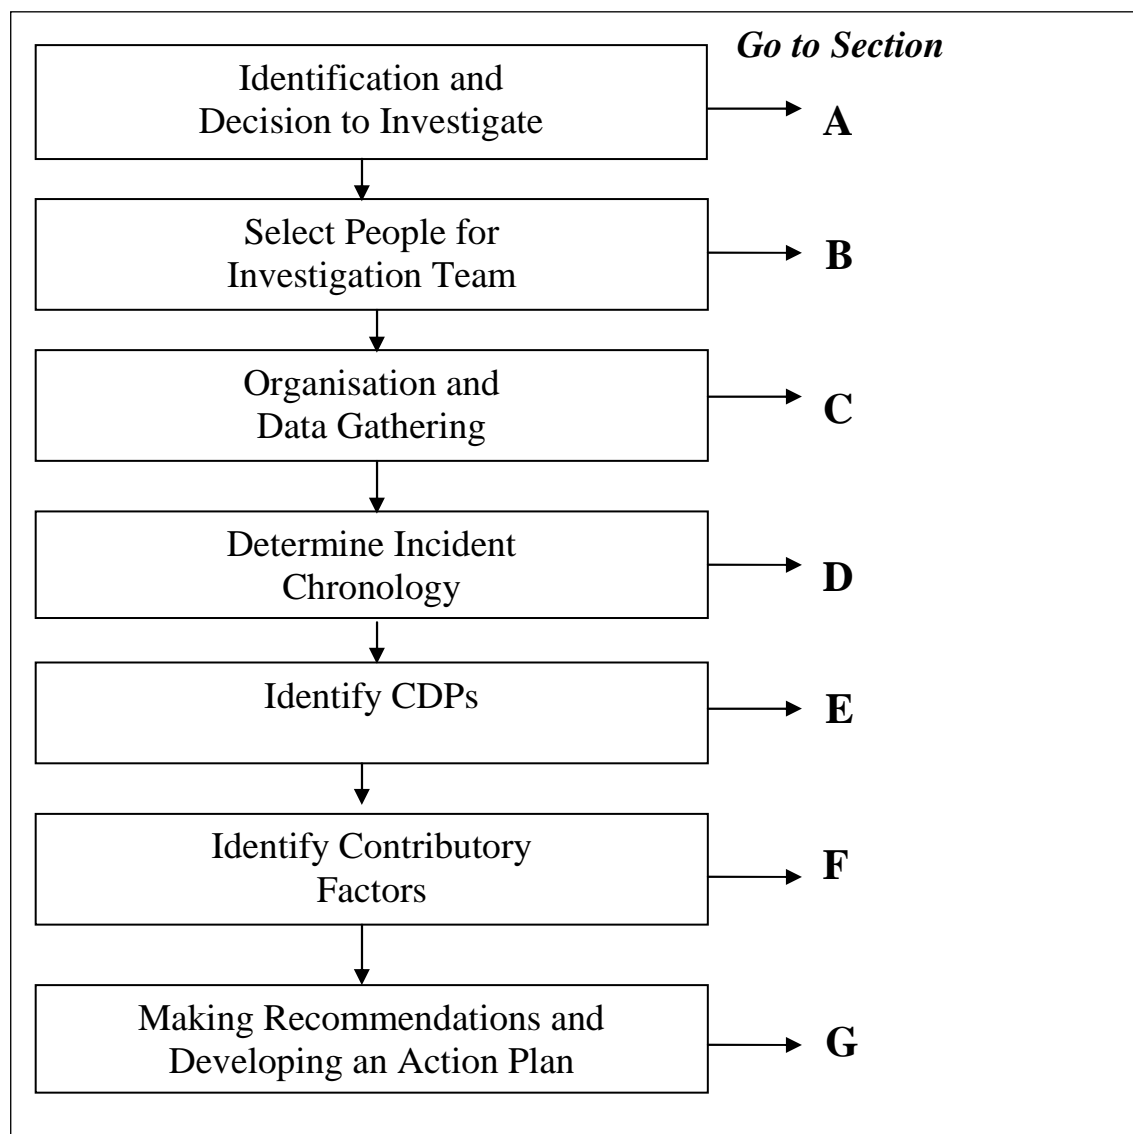 Go to Section
Identification and
Decision to Investigate
A
Select People for
Investigation Team
B
Organisation and
Data Gathering
C
Determine Incident
Chronology
D
Identify CDPs
E
Identify Contributory
Factors
F
Making Recommendations and
Developing an Action Plan
G